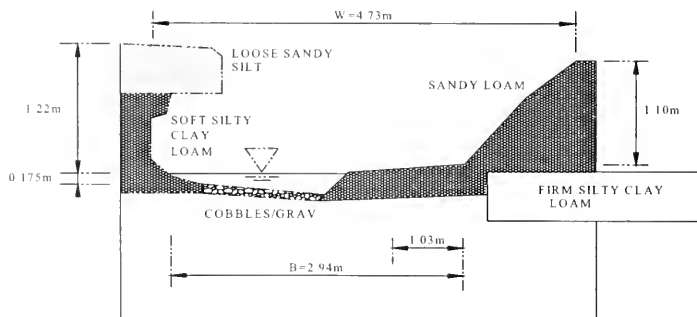 W=4 73m
LOOSE SANDY
SILT
SANDY LOAM
1 22m
SOFT SILTY
CLAY
LOAM
1 10m
0 175m
FIRM SILTY CLAY
LOAM
COBBLES/GRAV
1 03m
B=2 94m